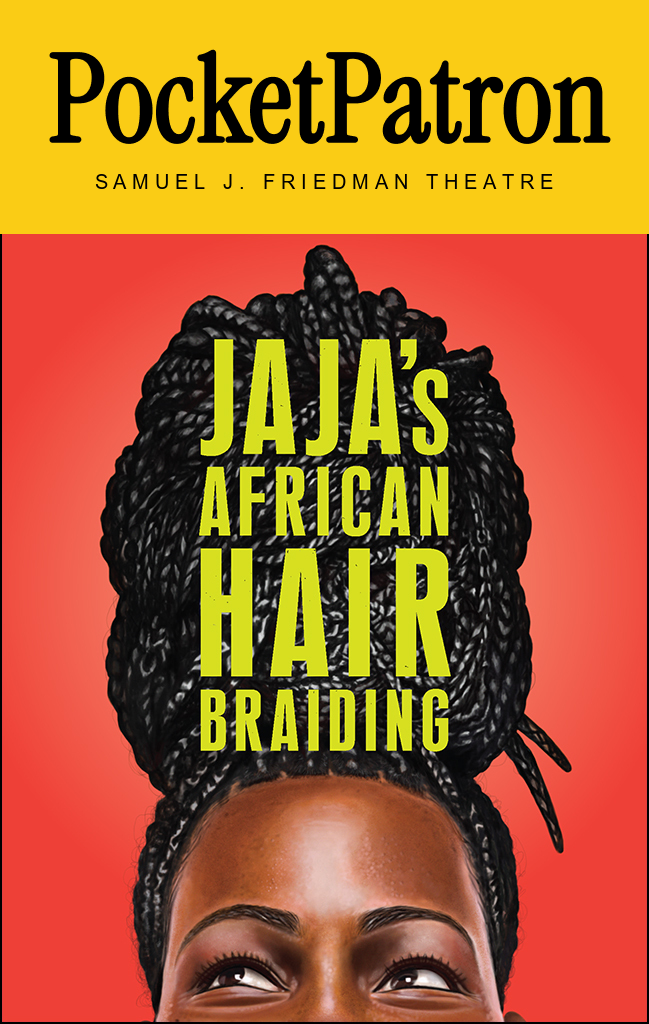 PocketPatron
SAMUEL J. FRIEDMAN THEATRE
JAJA's
AFRICAN
HAIR
BRAIDING